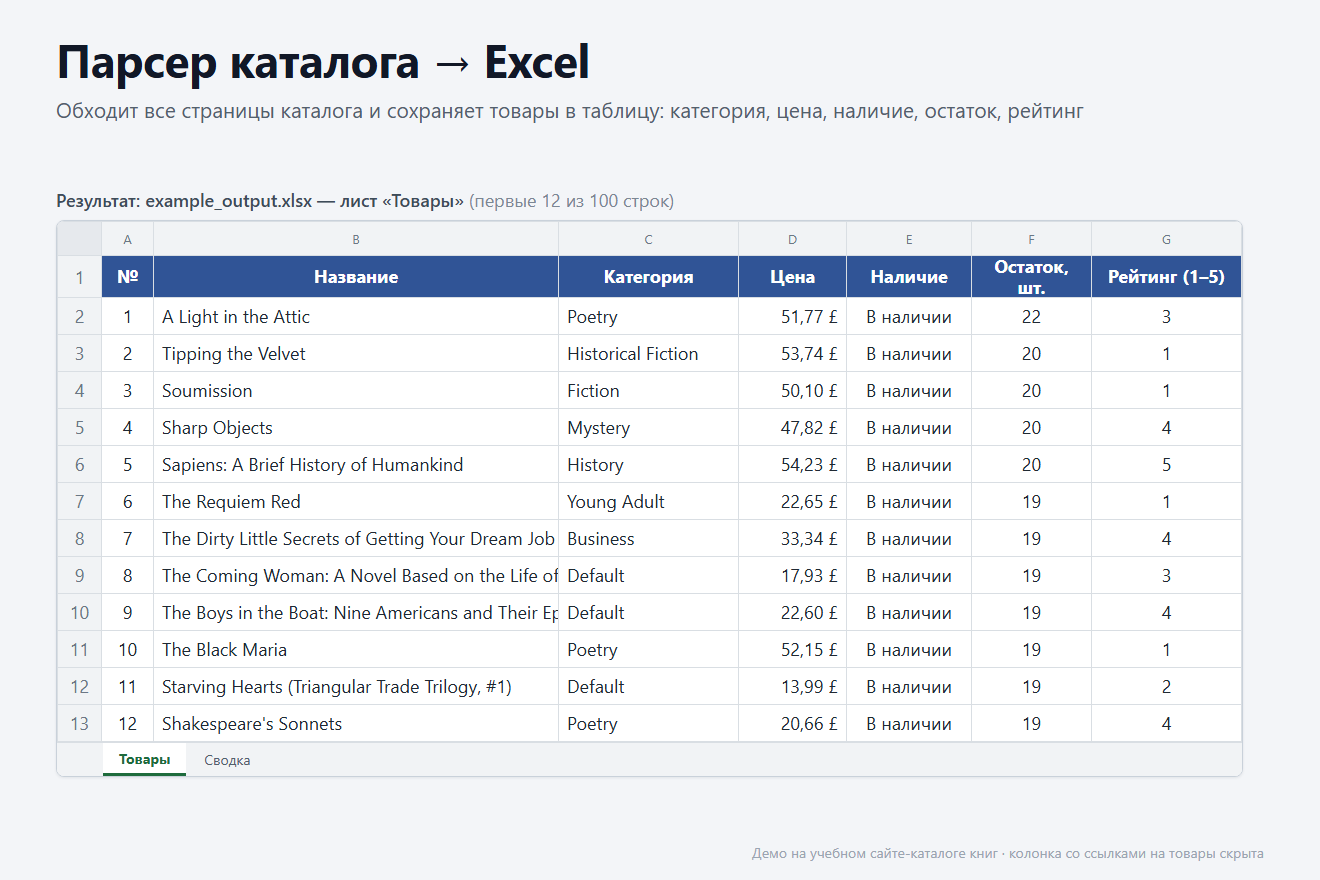 Парсер каталога → Excel
Обходит все страницы каталога и сохраняет товары в таблицу: категория, цена, наличие, остаток, рейтинг
Результат: example_output.xlsx — лист «Товары» (первые 12 из 100 строк)
A B C D E F G
1 № Название Категория Цена Наличие Остаток, шт. Рейтинг (1–5)
2 1 A Light in the Attic Poetry 51,77 £ В наличии 22 3
3 2 Tipping the Velvet Historical Fiction 53,74 £ В наличии 20 1
4 3 Soumission Fiction 50,10 £ В наличии 20 1
5 4 Sharp Objects Mystery 47,82 £ В наличии 20 4
6 5 Sapiens: A Brief History of Humankind History 54,23 £ В наличии 20 5
7 6 The Requiem Red Young Adult 22,65 £ В наличии 19 1
8 7 The Dirty Little Secrets of Getting Your Dream Job Business 33,34 £ В наличии 19 4
9 8 The Coming Woman: A Novel Based on the Life of Default 17,93 £ В наличии 19 3
10 9 The Boys in the Boat: Nine Americans and Their Ep Default 22,60 £ В наличии 19 4
11 10 The Black Maria Poetry 52,15 £ В наличии 19 1
12 11 Starving Hearts (Triangular Trade Trilogy, #1) Default 13,99 £ В наличии 19 2
13 12 Shakespeare's Sonnets Poetry 20,66 £ В наличии 19 4
Товары Сводка
Демо на учебном сайте-каталоге книг · колонка со ссылками на товары скрыта